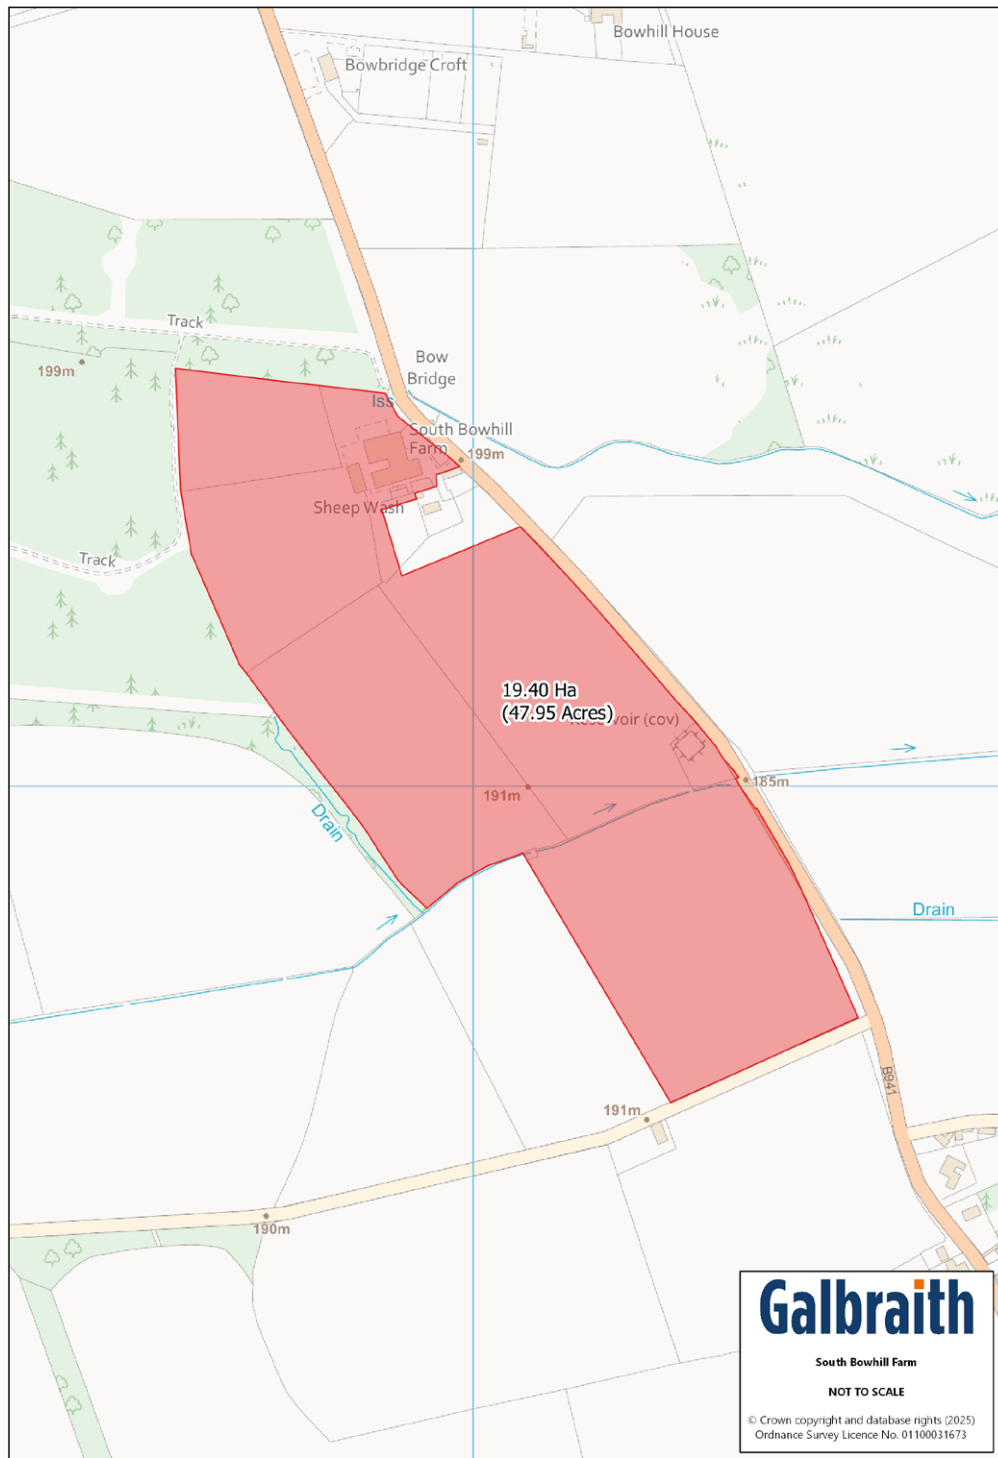 Bowhill House
Bowbridge Croft
Track
199m
Bow
Bridge
Iss
South Bowhill
Farm
199m
Sheep Wash
Track
19.40 Ha
(47.95 Acres)
Reservoir (cov)
185m
191m
Drain
Drain
B941
191m
190m
Galbraith
South Bowhill Farm
NOT TO SCALE
© Crown copyright and database rights (2025)
Ordnance Survey Licence No. 01100031673